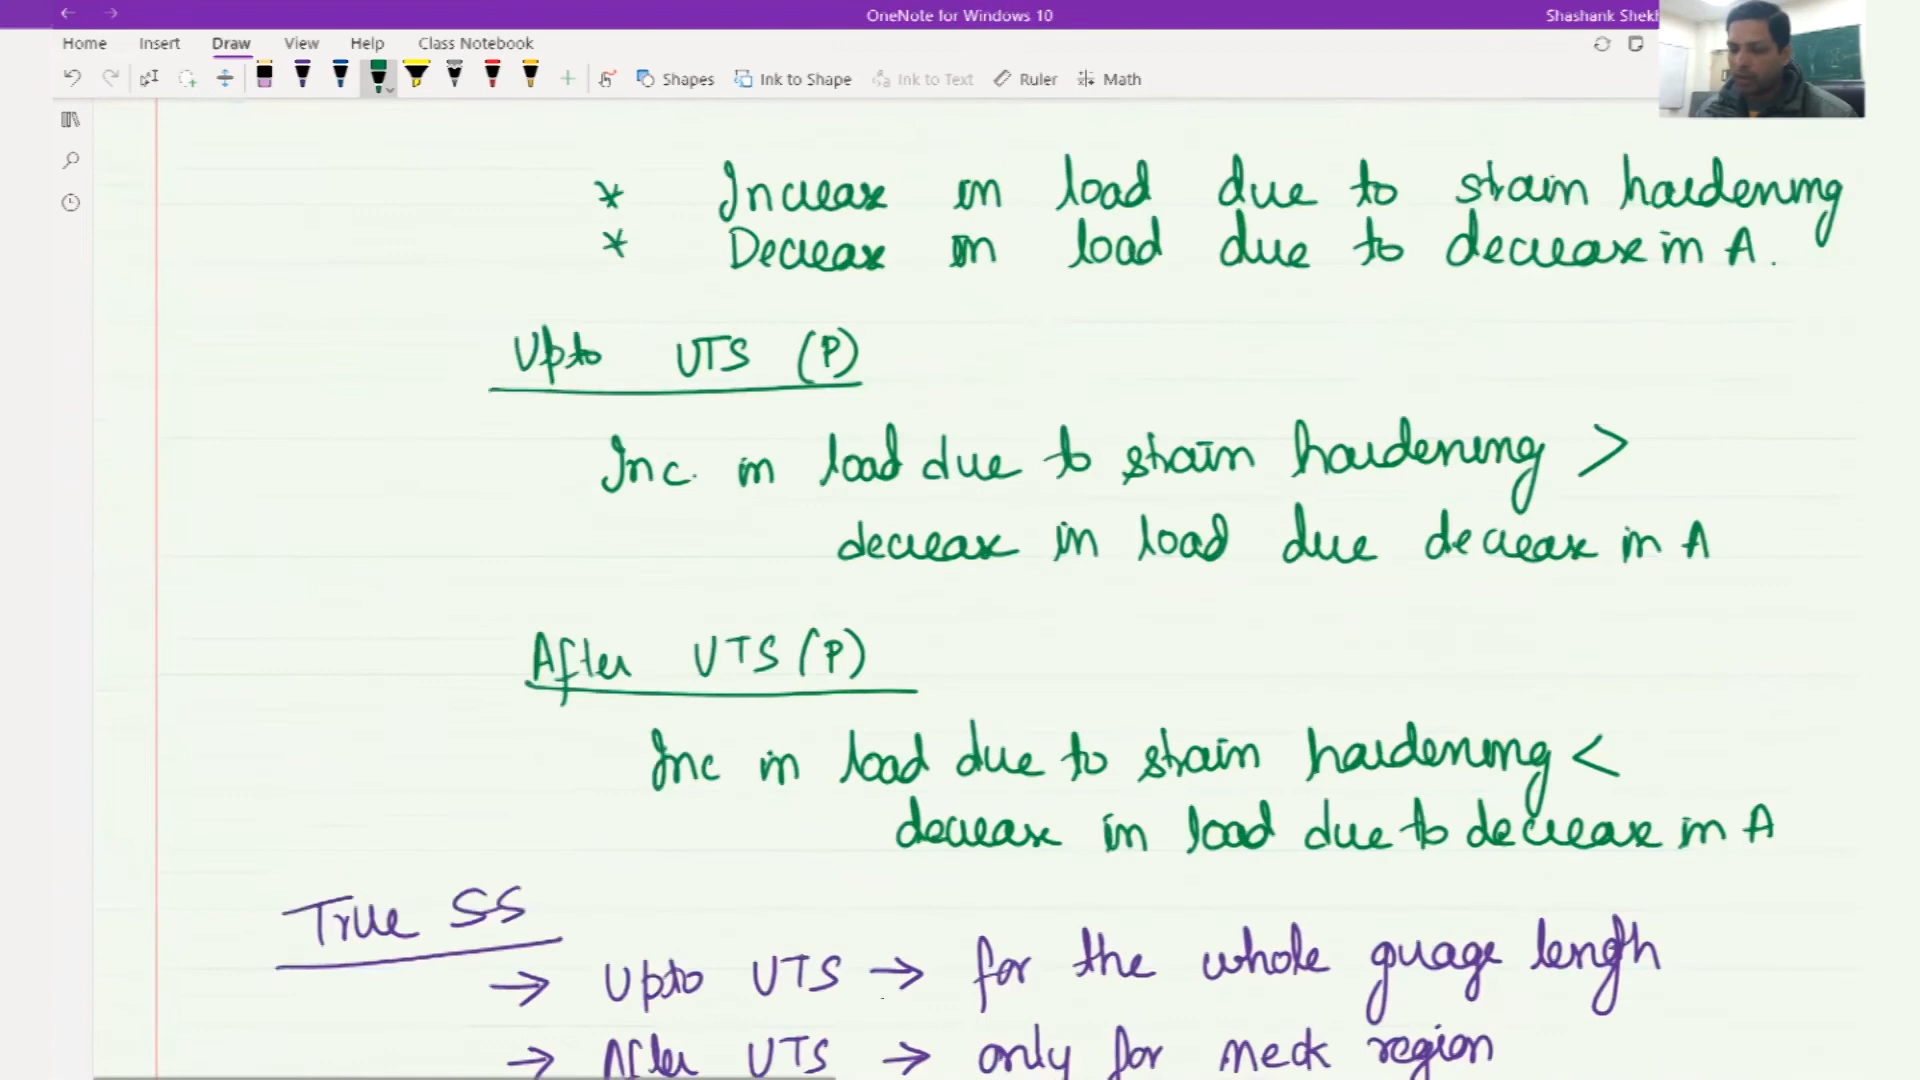 OneNote for Windows 10
Shashank Shekh
Home Insert Draw View Help Class Notebook
Shapes Ink to Shape Ink to Text Ruler Math
* Increase in load due to strain hardening
* Decrease in load due to decrease in A.
Upto UTS (P)
Inc. in load due to strain hardening >
decrease in load due decrease in A
After UTS (P)
Inc in load due to strain hardening <
decrease in load due to decrease in A
True SS
→ Upto UTS → for the whole guage length
→ After UTS → only for neck region